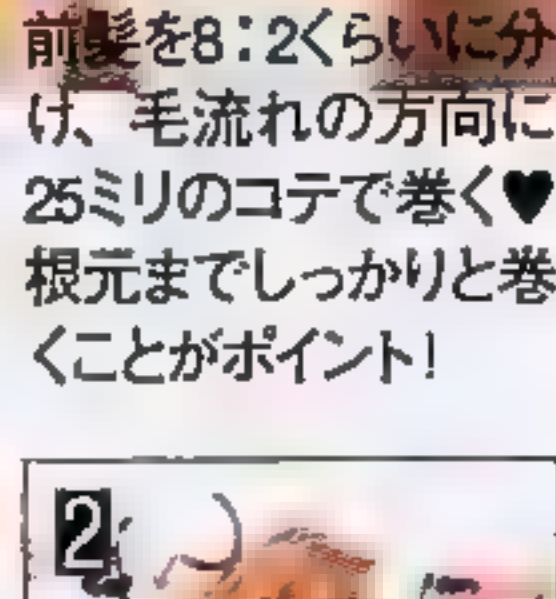 前髪を8:2くらいに分
け、毛流れの方向に
25ミリのコテで巻く♥
根元までしっかりと巻
くことがポイント!
2